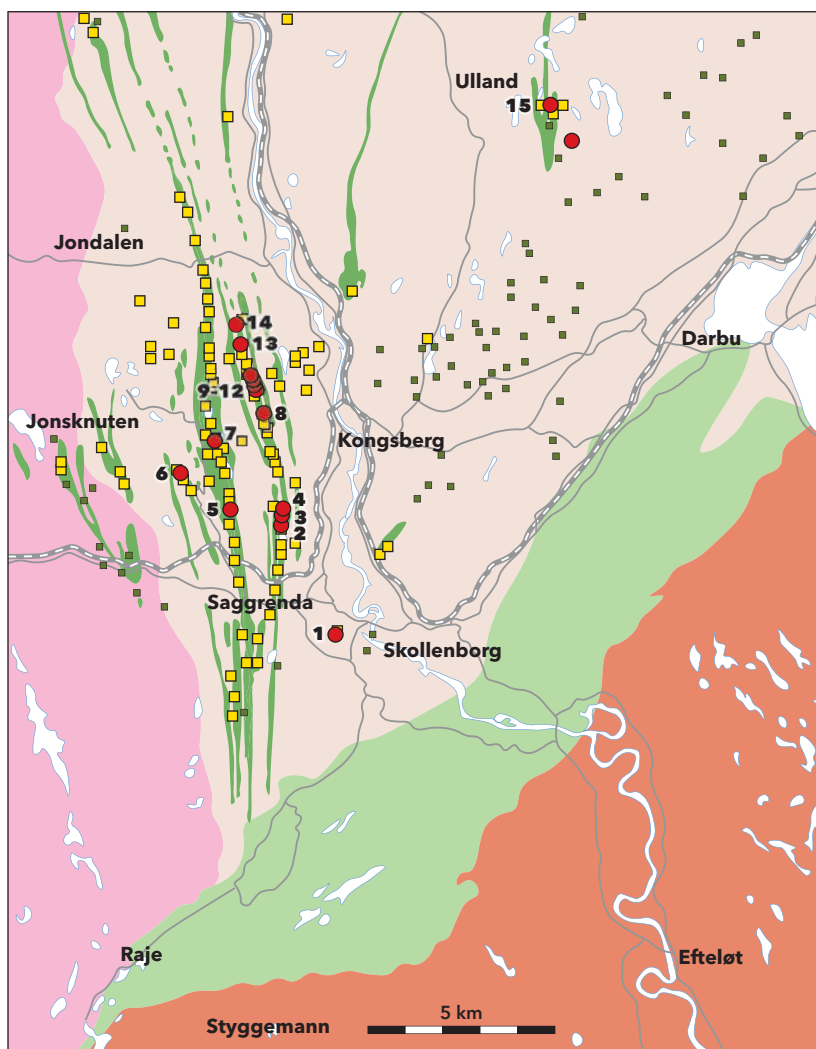 Ulland
15
Jondalen
14
13
Darbu
9-12
Jonsknuten
8
7
Kongsberg
6
5
4
3
2
Saggrenda
1
Skollenborg
Raje
Efteløt
5 km
Styggemann